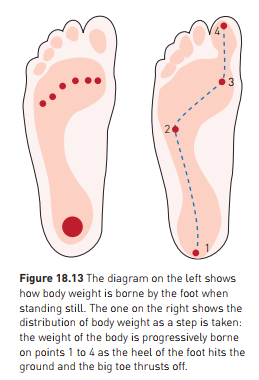 4
3
2
1
Figure 18.13 The diagram on the left shows
how body weight is borne by the foot when
standing still. The one on the right shows the
distribution of body weight as a step is taken:
the weight of the body is progressively borne
on points 1 to 4 as the heel of the foot hits the
ground and the big toe thrusts off.